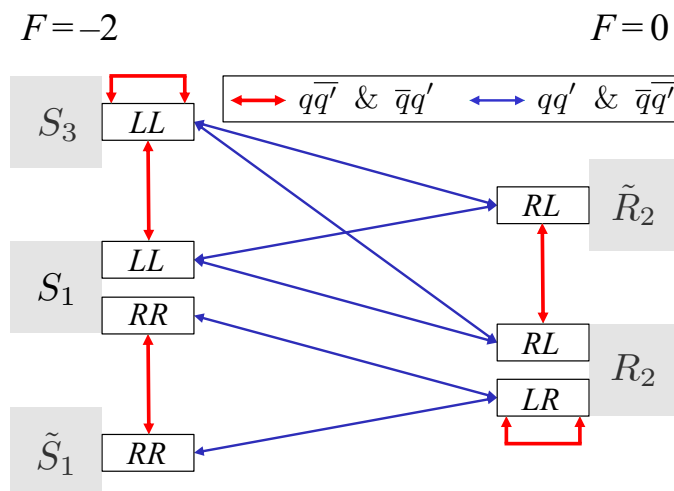 F = –2 F = 0
qq̅'̅ & q̅q' qq' & q̅q̅'̅
S₃ LL
RL R̃₂
LL
S₁
RR
RL
R₂
LR
S̃₁ RR